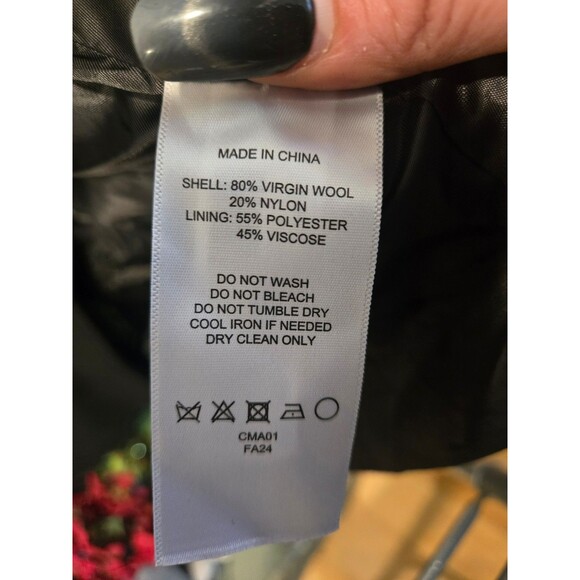 MADE IN CHINA
SHELL: 80% VIRGIN WOOL
20% NYLON
LINING: 55% POLYESTER
45% VISCOSE
DO NOT WASH
DO NOT BLEACH
DO NOT TUMBLE DRY
COOL IRON IF NEEDED
DRY CLEAN ONLY
CMA01
FA24